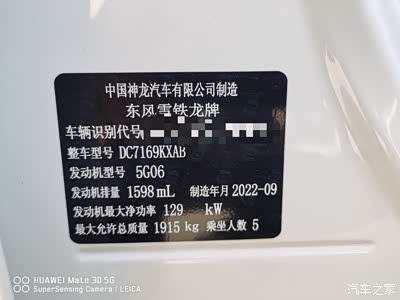 中国神龙汽车有限公司制造
东风雪铁龙牌
车辆识别代号
整车型号 DC7169KXAB
发动机型号 5G06
发动机排量 1598mL 制造年月 2022-09
发动机最大净功率 129 kW
最大允许总质量 1915 kg 乘坐人数 5
HUAWEI Mate 30 5G
SuperSensing Camera | LEICA
汽车之家